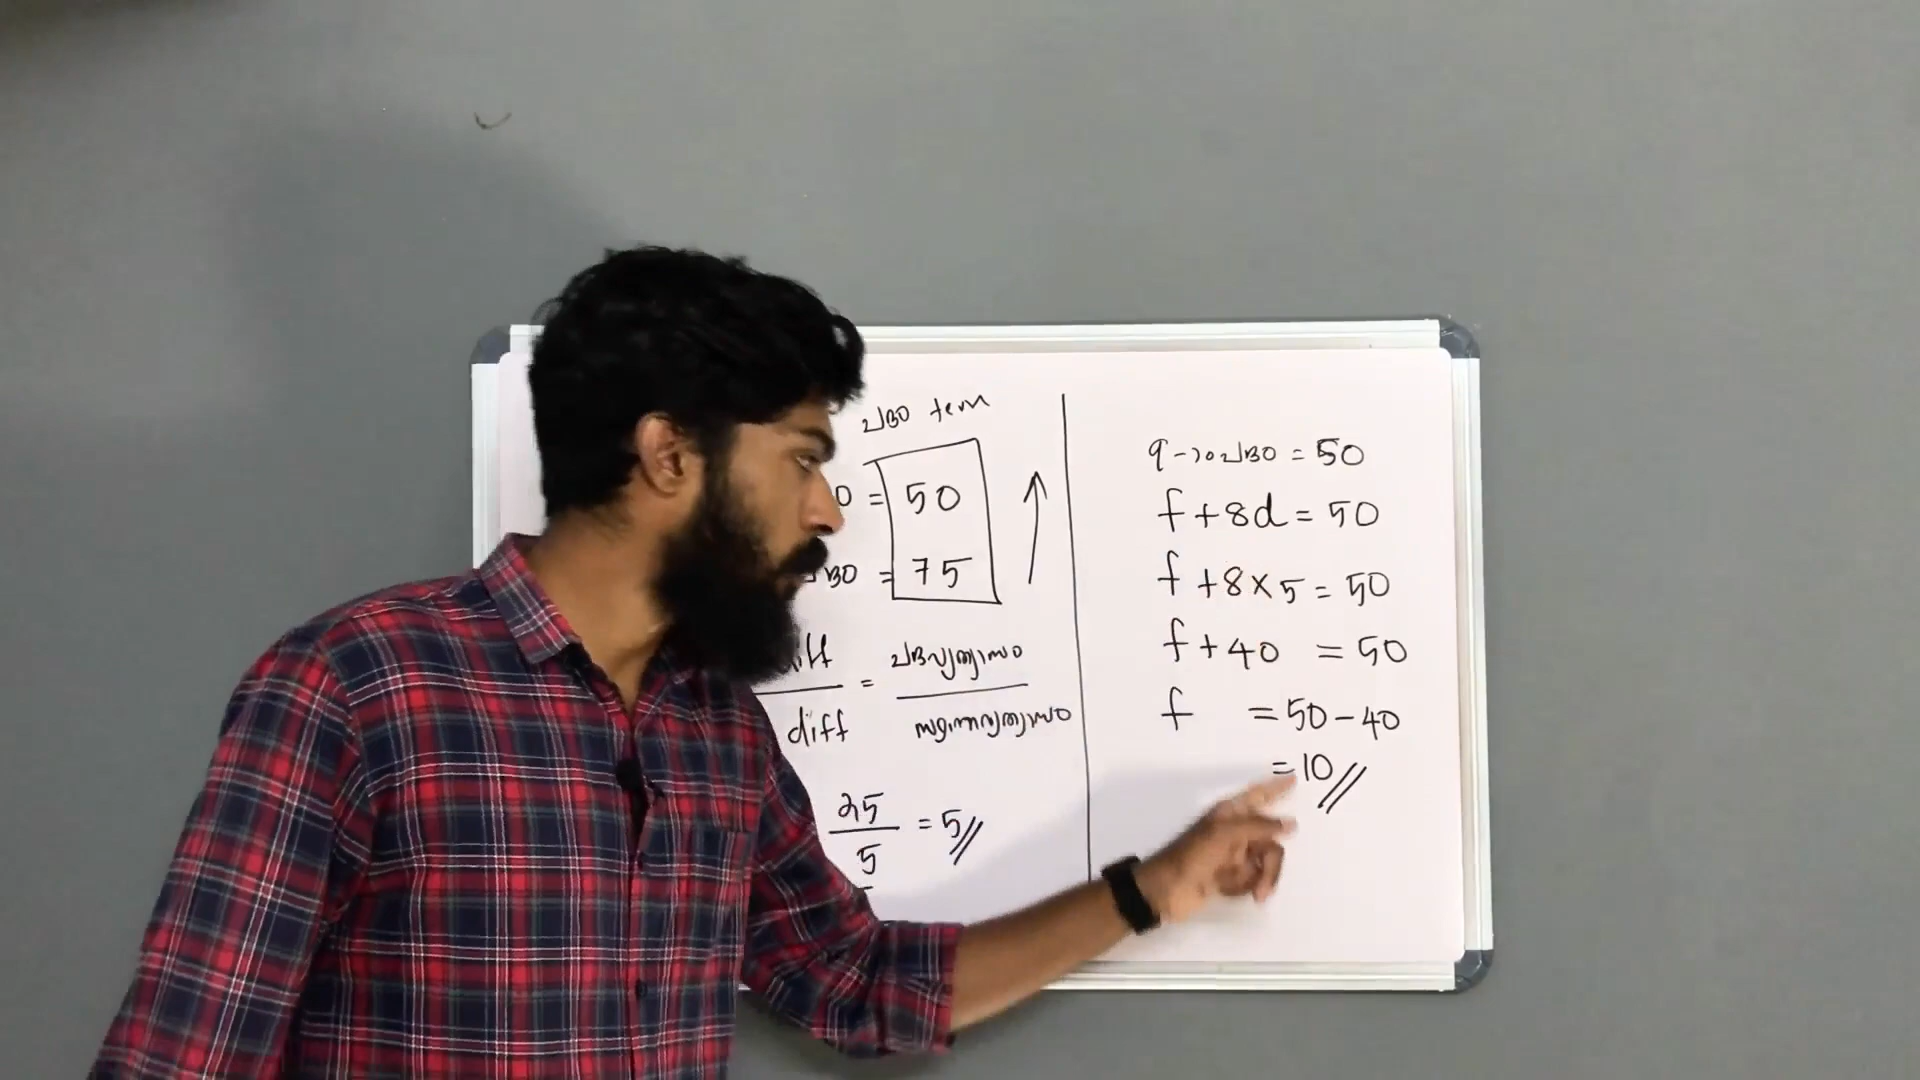 പദം term
= 50
= 75
diff = പദവ്യത്യാസം
diff സ്ഥാനവ്യത്യാസം
25
5
= 5
9-ാംപദം = 50
f + 8d = 50
f + 8 x 5 = 50
f + 40 = 50
f = 50 - 40
= 10